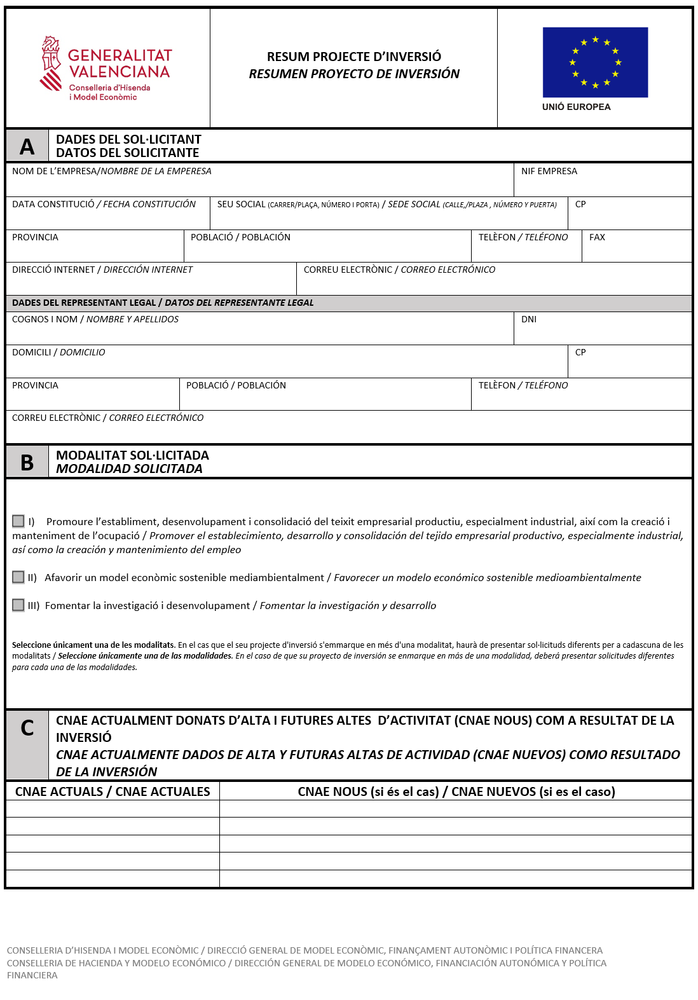 GENERALITAT
VALENCIANA
Conselleria d'Hisenda
i Model Econòmic
RESUM PROJECTE D'INVERSIÓ
RESUMEN PROYECTO DE INVERSIÓN
UNIÓ EUROPEA
A
DADES DEL SOL·LICITANT
DATOS DEL SOLICITANTE
NOM DE L'EMPRESA/NOMBRE DE LA EMPERESA
NIF EMPRESA
DATA CONSTITUCIÓ / FECHA CONSTITUCIÓN
SEU SOCIAL (CARRER/PLAÇA, NÚMERO I PORTA) / SEDE SOCIAL (CALLE,/PLAZA , NÚMERO Y PUERTA)
CP
PROVINCIA
POBLACIÓ / POBLACIÓN
TELÈFON / TELÉFONO
FAX
DIRECCIÓ INTERNET / DIRECCIÓN INTERNET
CORREU ELECTRÒNIC / CORREO ELECTRÓNICO
DADES DEL REPRESENTANT LEGAL / DATOS DEL REPRESENTANTE LEGAL
COGNOS I NOM / NOMBRE Y APELLIDOS
DNI
DOMICILI / DOMICILIO
CP
PROVINCIA
POBLACIÓ / POBLACIÓN
TELÈFON / TELÉFONO
CORREU ELECTRÒNIC / CORREO ELECTRÓNICO
B
MODALITAT SOL·LICITADA
MODALIDAD SOLICITADA
I) Promoure l'establiment, desenvolupament i consolidació del teixit empresarial productiu, especialment industrial, així com la creació i
manteniment de l'ocupació / Promover el establecimiento, desarrollo y consolidación del tejido empresarial productivo, especialmente industrial,
así como la creación y mantenimiento del empleo
II) Afavorir un model econòmic sostenible mediambientalment / Favorecer un modelo económico sostenible medioambientalmente
III) Fomentar la investigació i desenvolupament / Fomentar la investigación y desarrollo
Seleccione únicament una de les modalitats. En el cas que el seu projecte d'inversió s'emmarque en més d'una modalitat, haurà de presentar sol·licituds diferents per a cadascuna de les
modalitats / Seleccione únicamente una de las modalidades. En el caso de que su proyecto de inversión se enmarque en más de una modalidad, deberá presentar solicitudes diferentes
para cada una de las modalidades.
C
CNAE ACTUALMENT DONATS D'ALTA I FUTURES ALTES D'ACTIVITAT (CNAE NOUS) COM A RESULTAT DE LA
INVERSIÓ
CNAE ACTUALMENTE DADOS DE ALTA Y FUTURAS ALTAS DE ACTIVIDAD (CNAE NUEVOS) COMO RESULTADO
DE LA INVERSIÓN
CNAE ACTUALS / CNAE ACTUALES
CNAE NOUS (si és el cas) / CNAE NUEVOS (si es el caso)
CONSELLERIA D'HISENDA I MODEL ECONÒMIC / DIRECCIÓ GENERAL DE MODEL ECONÒMIC, FINANÇAMENT AUTONÒMIC I POLÍTICA FINANCERA
CONSELLERIA DE HACIENDA Y MODELO ECONÓMICO / DIRECCIÓN GENERAL DE MODELO ECONÓMICO, FINANCIACIÓN AUTONÓMICA Y POLÍTICA
FINANCIERA